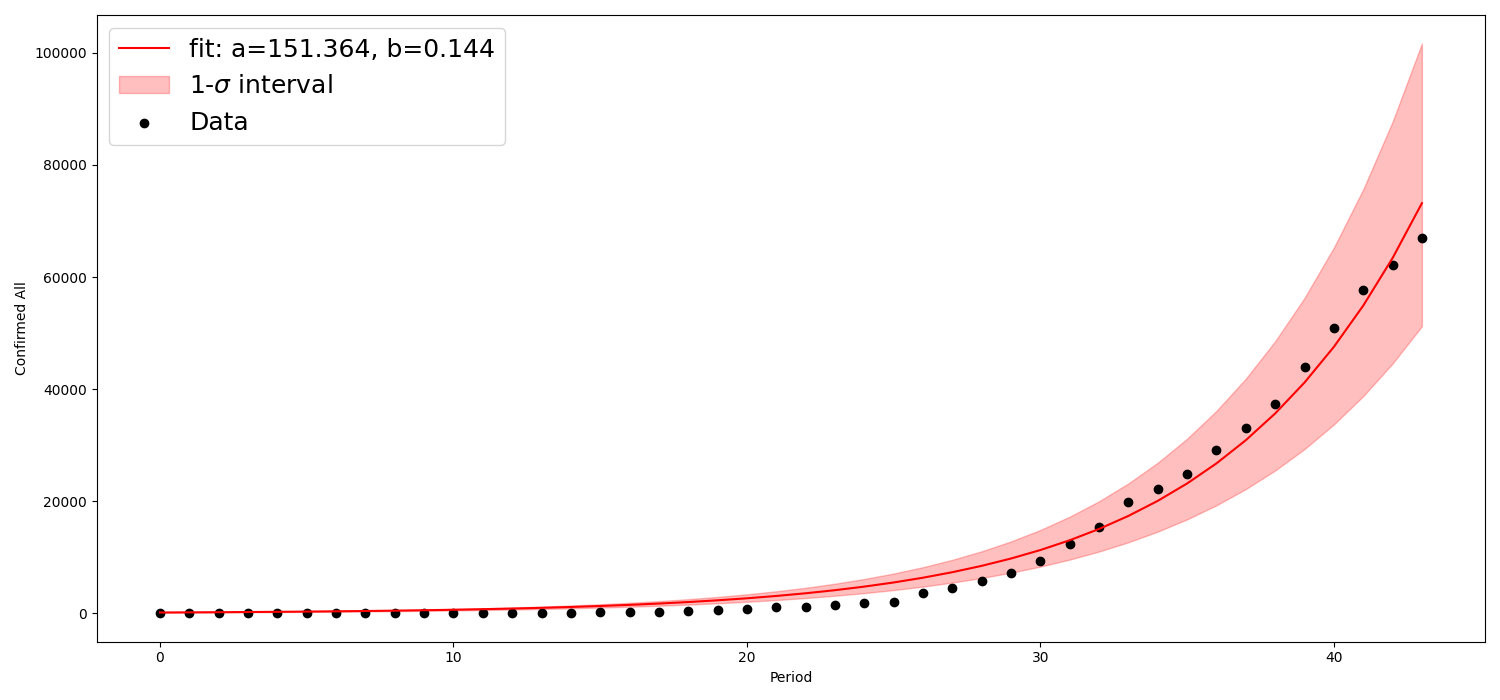 fit: a=151.364, b=0.144
1-σ interval
Data
100000
80000
60000
40000
20000
0
Confirmed All
0 10 20 30 40
Period